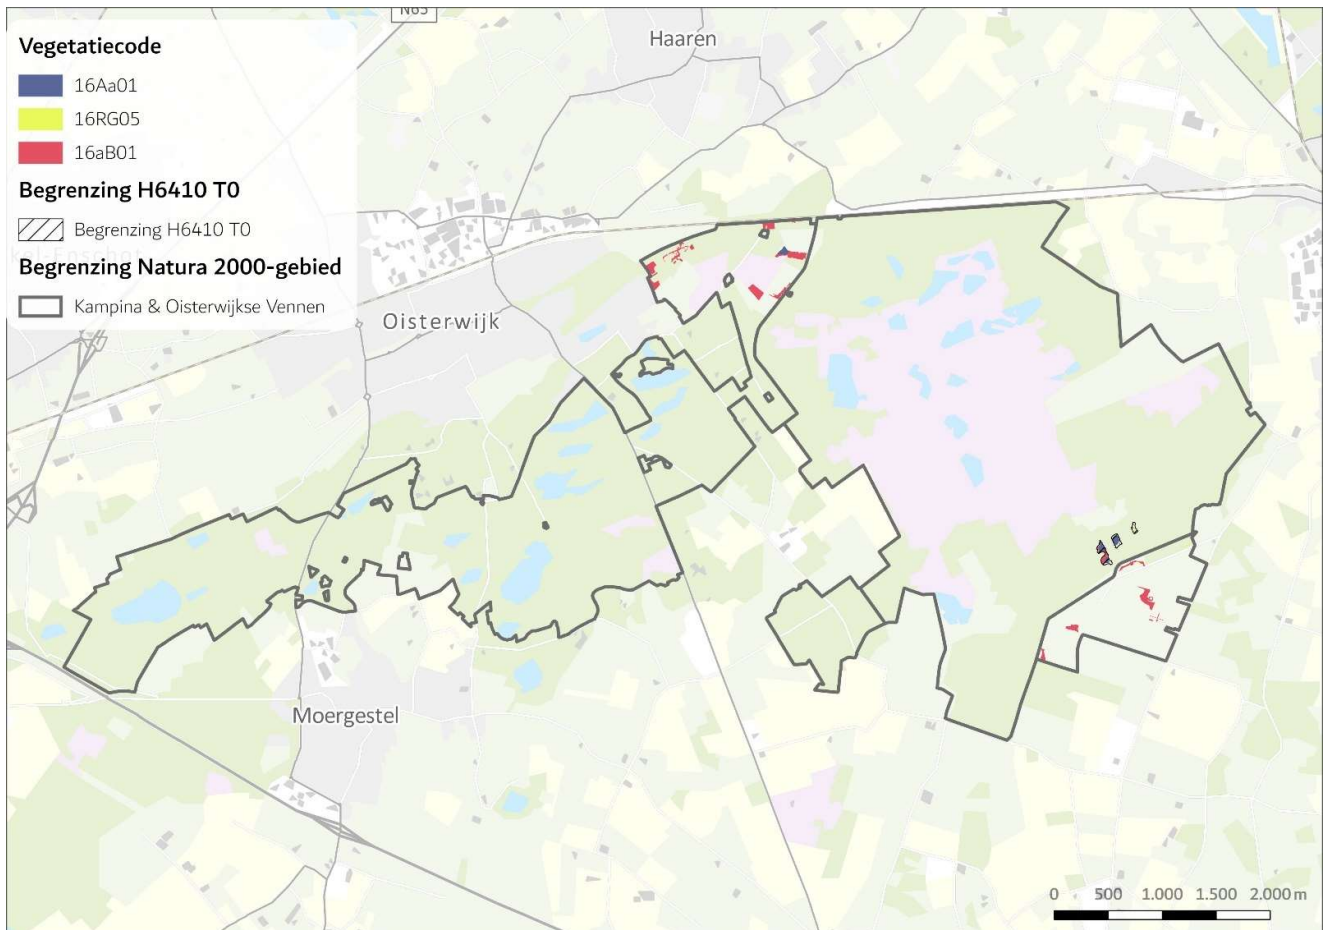 N65
Haaren
Vegetatiecode
16Aa01
16RG05
16aB01
Begrenzing H6410 T0
Begrenzing H6410 T0
Begrenzing Natura 2000-gebied
Kampina & Oisterwijkse Vennen
Oisterwijk
Moergestel
0 500 1.000 1.500 2.000 m